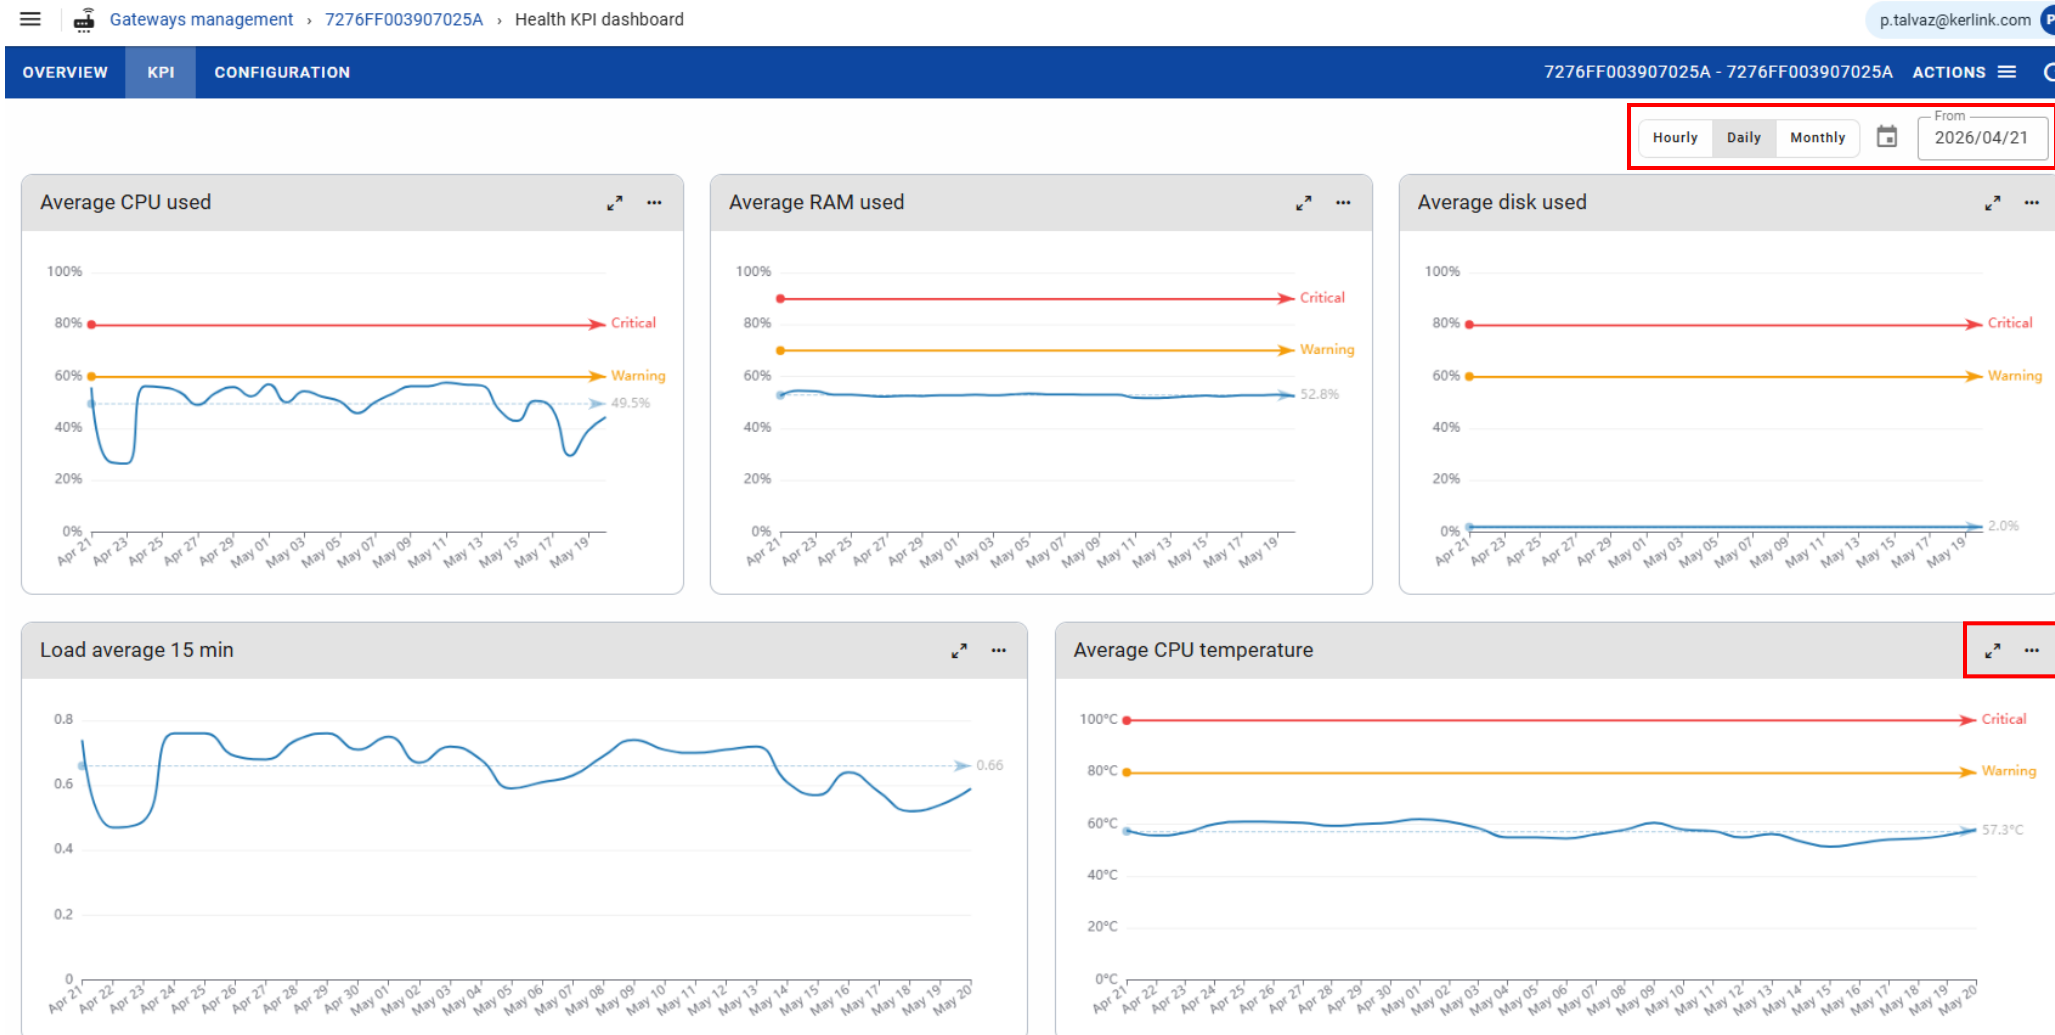 Gateways management › 7276FF003907025A › Health KPI dashboard
p.talvaz@kerlink.com P
OVERVIEW KPI CONFIGURATION
7276FF003907025A - 7276FF003907025A ACTIONS
Hourly Daily Monthly
From
2026/04/21
Average CPU used
100%
80%
60%
40%
20%
0%
Critical
Warning
49.5%
Apr 21 Apr 23 Apr 25 Apr 27 Apr 29 May 01 May 03 May 05 May 07 May 09 May 11 May 13 May 15 May 17 May 19
Average RAM used
100%
80%
60%
40%
20%
0%
Critical
Warning
52.8%
Apr 21 Apr 23 Apr 25 Apr 27 Apr 29 May 01 May 03 May 05 May 07 May 09 May 11 May 13 May 15 May 17 May 19
Average disk used
100%
80%
60%
40%
20%
0%
Critical
Warning
2.0%
Apr 21 Apr 23 Apr 25 Apr 27 Apr 29 May 01 May 03 May 05 May 07 May 09 May 11 May 13 May 15 May 17 May 19
Load average 15 min
0.8
0.6
0.4
0.2
0
0.66
Apr 21 Apr 22 Apr 23 Apr 24 Apr 25 Apr 26 Apr 27 Apr 28 Apr 29 Apr 30 May 01 May 02 May 03 May 04 May 05 May 06 May 07 May 08 May 09 May 10 May 11 May 12 May 13 May 14 May 15 May 16 May 17 May 18 May 19 May 20
Average CPU temperature
100°C
80°C
60°C
40°C
20°C
0°C
Critical
Warning
57.3°C
Apr 21 Apr 22 Apr 23 Apr 24 Apr 25 Apr 26 Apr 27 Apr 28 Apr 29 Apr 30 May 01 May 02 May 03 May 04 May 05 May 06 May 07 May 08 May 09 May 10 May 11 May 12 May 13 May 14 May 15 May 16 May 17 May 18 May 19 May 20